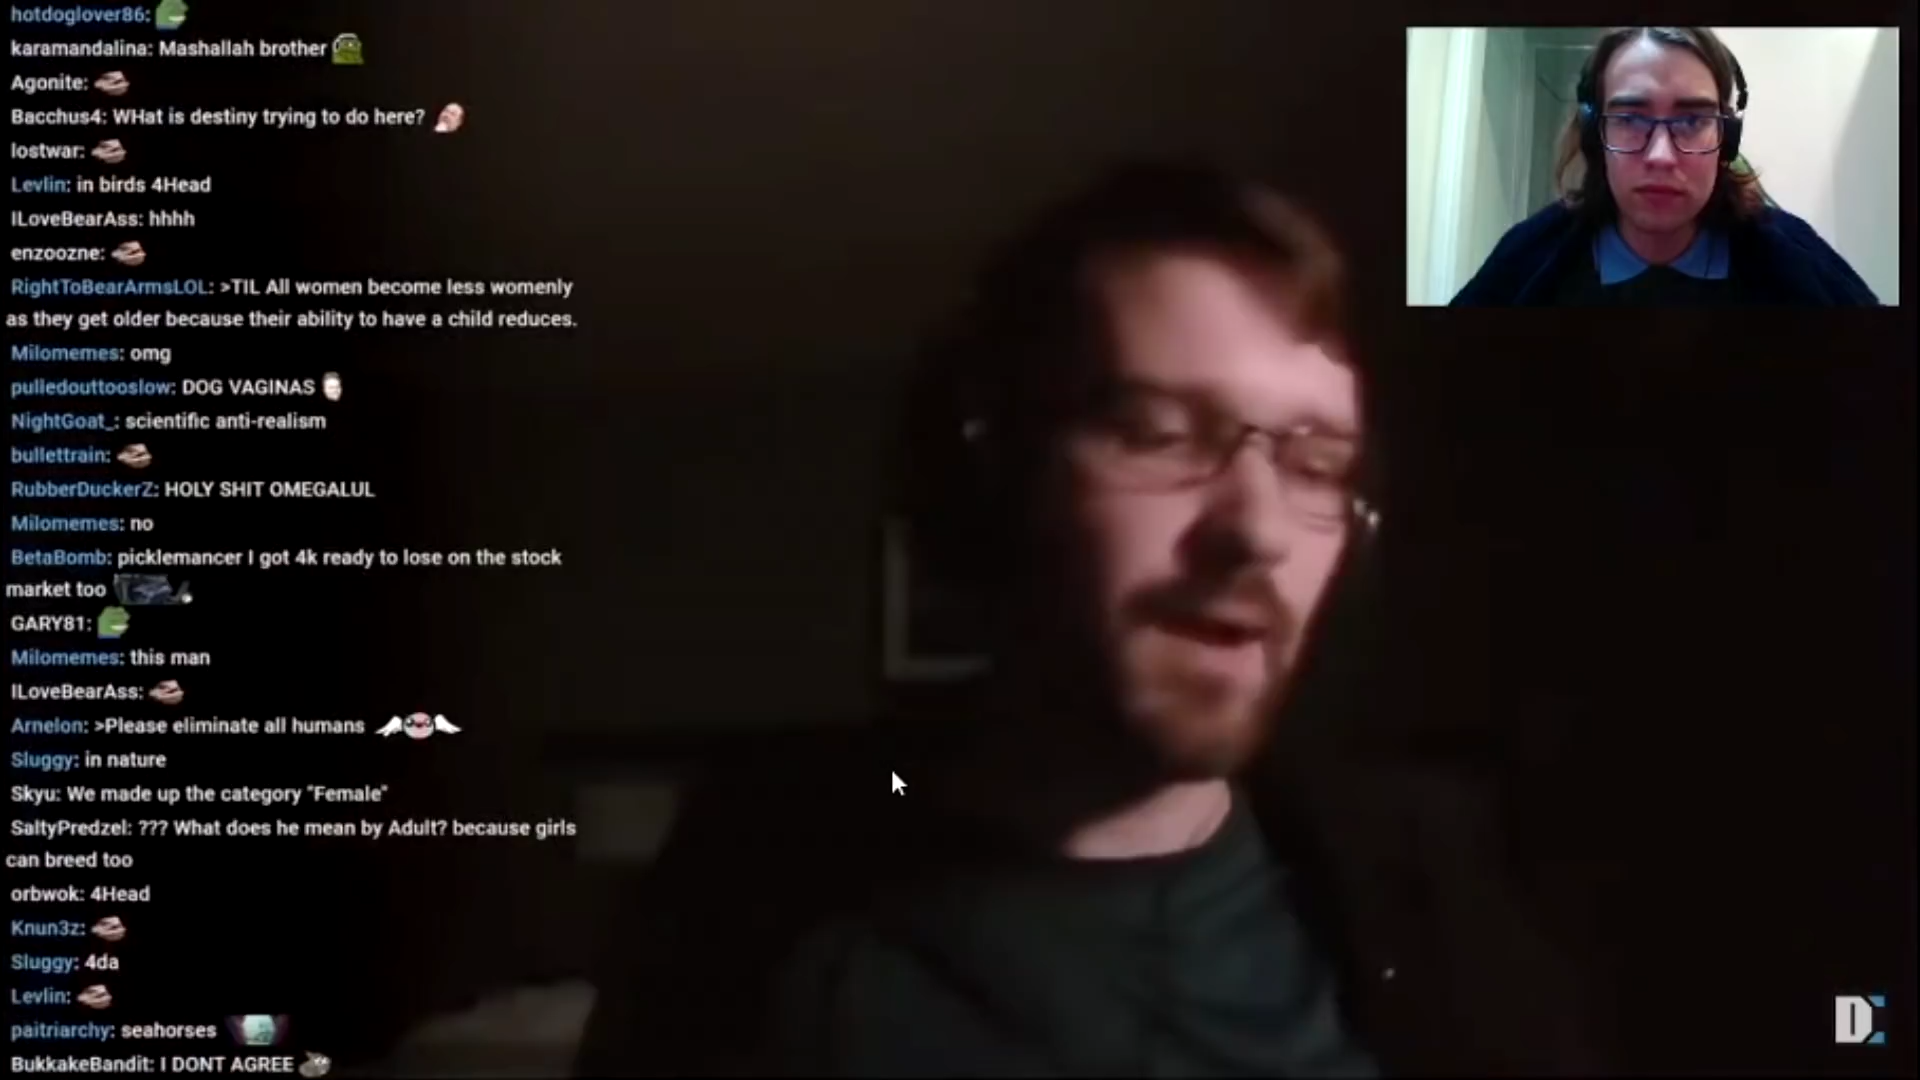 hotdoglover86:
karamandalina: Mashallah brother
Agonite:
Bacchus4: WHat is destiny trying to do here?
lostwar:
Levlin: in birds 4Head
ILoveBearAss: hhhh
enzoozne:
RightToBearArmsLOL: >TIL All women become less womenly
as they get older because their ability to have a child reduces.
Milomemes: omg
pulledouttooslow: DOG VAGINAS
NightGoat_: scientific anti-realism
bullettrain:
RubberDuckerZ: HOLY SHIT OMEGALUL
Milomemes: no
BetaBomb: picklemancer I got 4k ready to lose on the stock
market too
GARY81:
Milomemes: this man
ILoveBearAss:
Arnelon: >Please eliminate all humans
Sluggy: in nature
Skyu: We made up the category "Female"
SaltyPredzel: ??? What does he mean by Adult? because girls
can breed too
orbwok: 4Head
Knun3z:
Sluggy: 4da
Levlin:
paitriarchy: seahorses
BukkakeBandit: I DONT AGREE